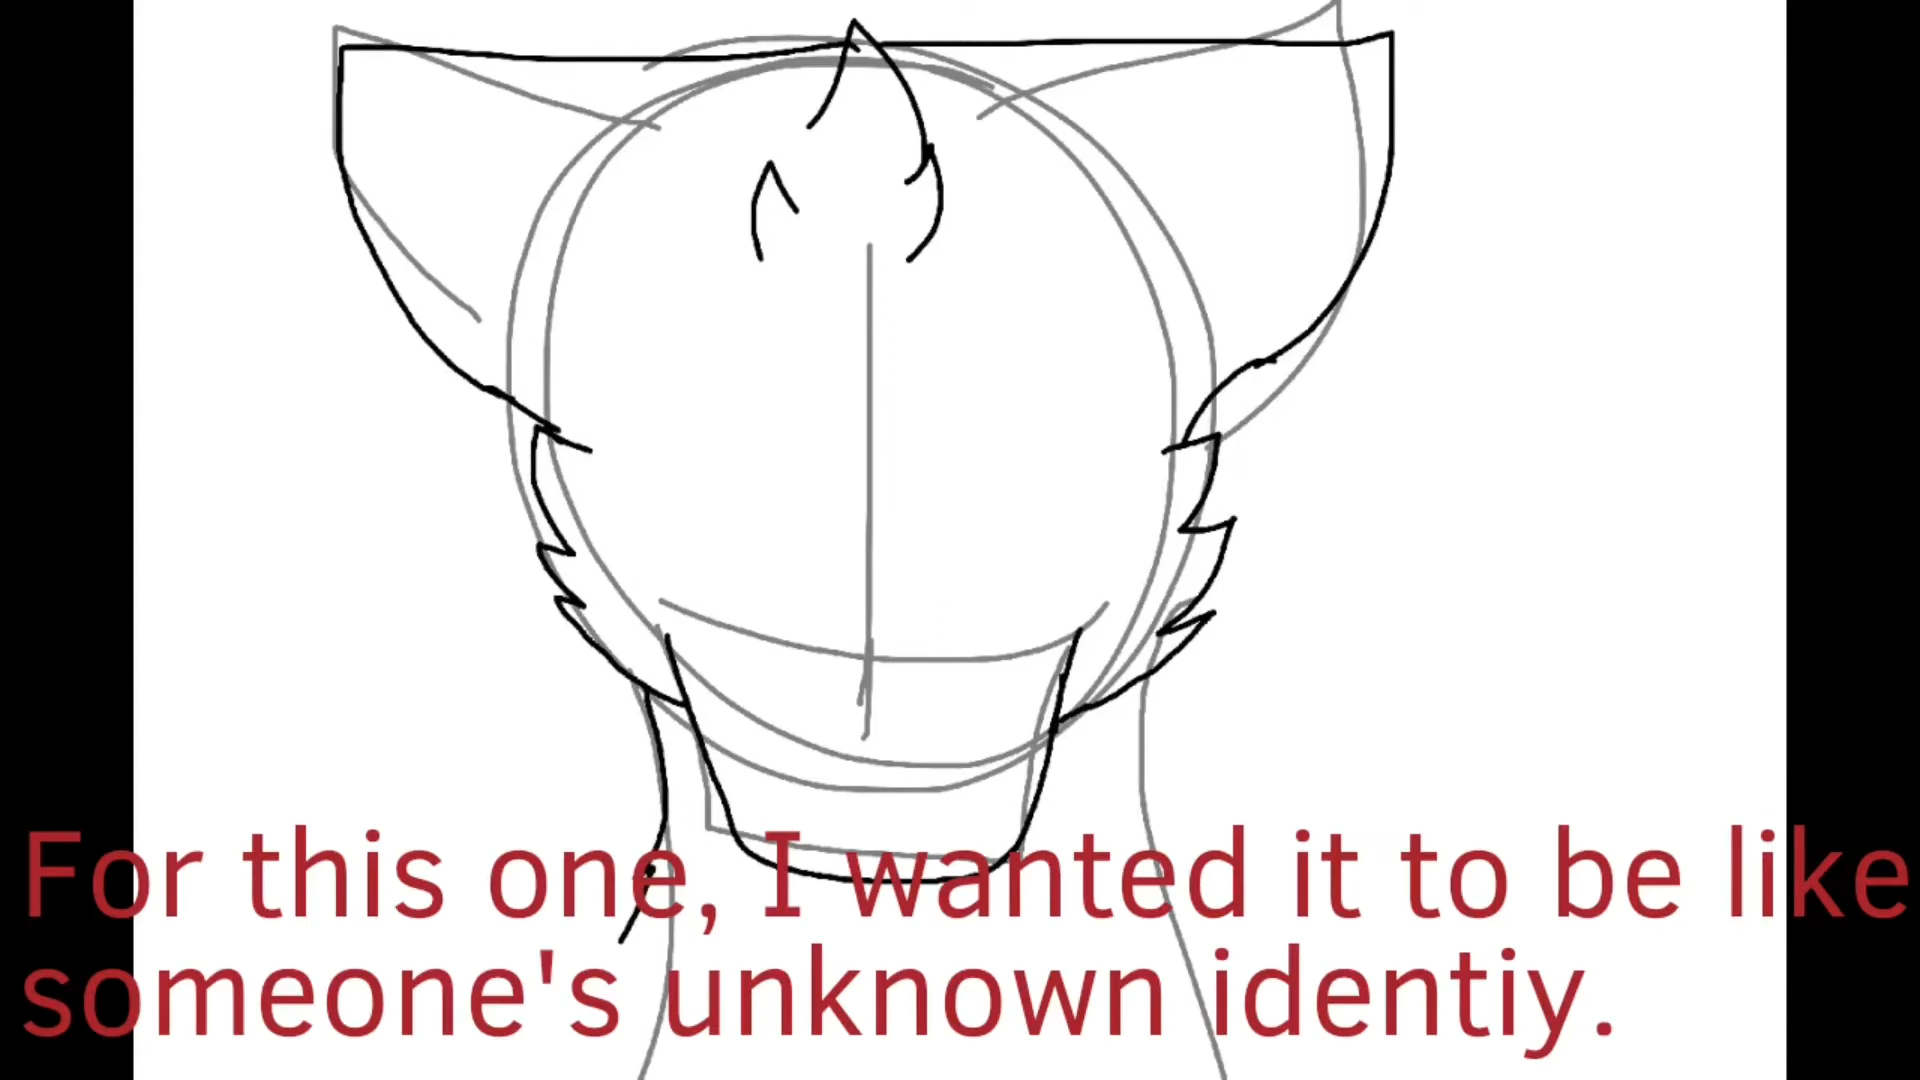 For this one, I wanted it to be like
someone's unknown identiy.